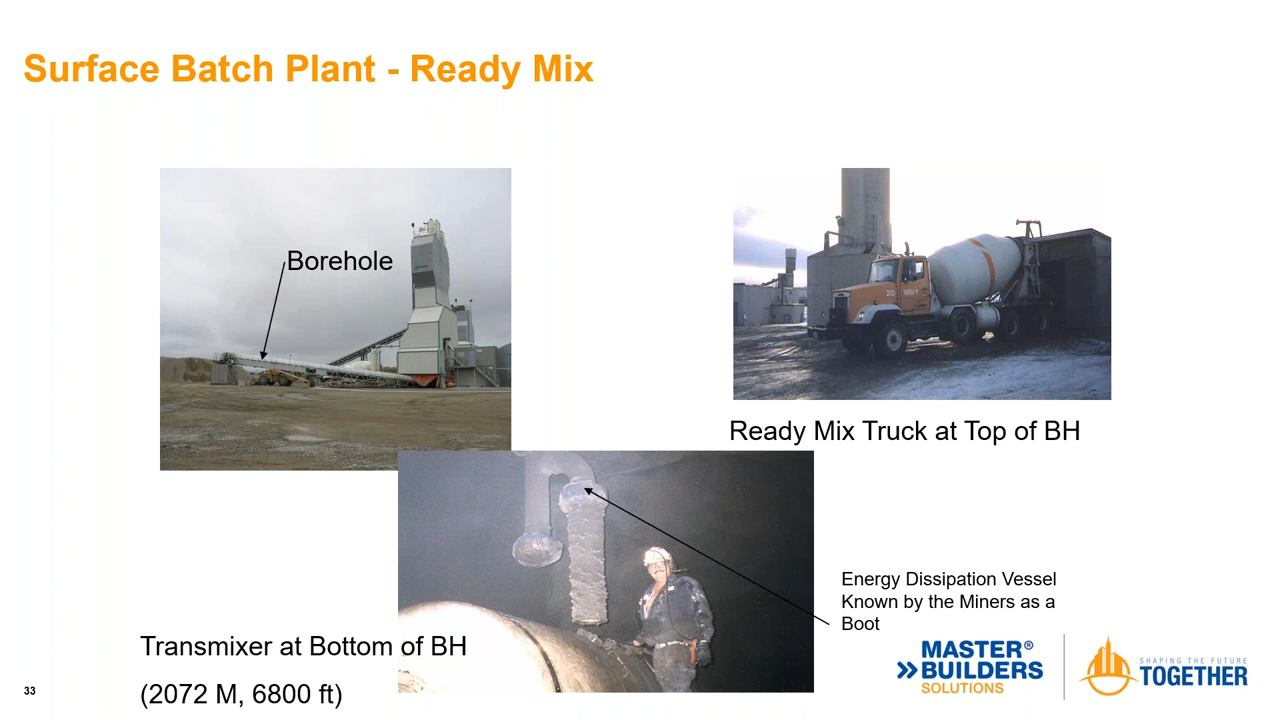 Surface Batch Plant - Ready Mix
Borehole
20 WAVY
Ready Mix Truck at Top of BH
Energy Dissipation Vessel
Known by the Miners as a
Boot
Transmixer at Bottom of BH
(2072 M, 6800 ft)
33
MASTER®
BUILDERS
SOLUTIONS
SHAPING THE FUTURE
TOGETHER